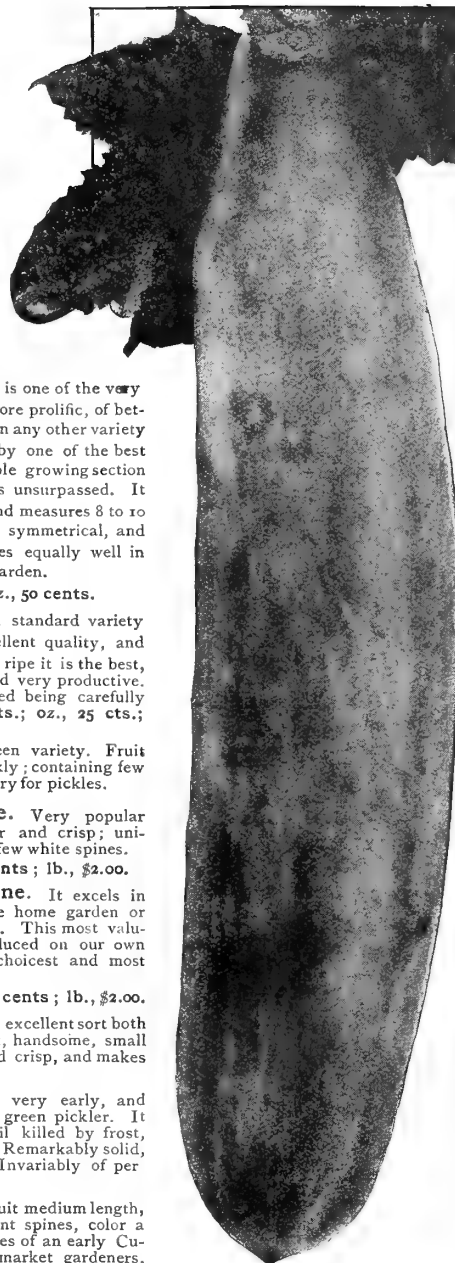 is one of the very
ore prolific, of bet-
n any other variety
by one of the best
ble growing section
s unsurpassed. It
nd measures 8 to 10
symmetrical, and
es equally well in
arden.
z., 50 cents.
standard variety
ellent quality, and
ripe it is the best,
d very productive.
ed being carefully
ts.; oz., 25 cts.;
een variety. Fruit
kly; containing few
ry for pickles.
e. Very popular
r and crisp; uni-
few white spines.
nts; lb., $2.00.
ne. It excels in
e home garden or
. This most valu-
duced on our own
choicest and most
cents; lb., $2.00.
excellent sort both
, handsome, small
d crisp, and makes
very early, and
green pickler. It
il killed by frost,
Remarkably solid,
Invariably of per
uit medium length,
nt spines, color a
es of an early Cu-
market gardeners.